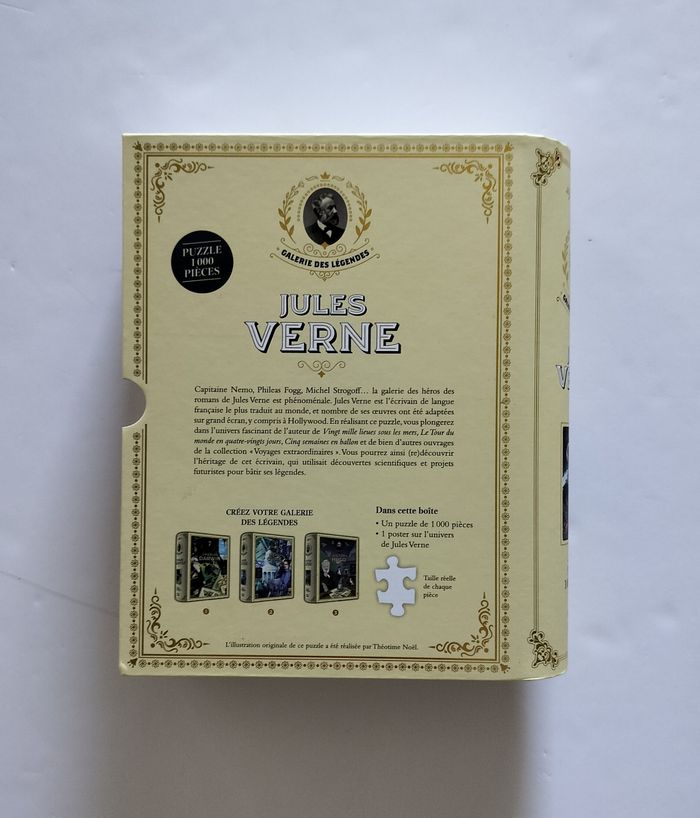 GALERIE DES LÉGENDES
PUZZLE
1000
PIÈCES
JULES
VERNE
Capitaine Nemo, Phileas Fogg, Michel Strogoff… la galerie des héros des
romans de Jules Verne est phénoménale. Jules Verne est l'écrivain de langue
française le plus traduit au monde, et nombre de ses œuvres ont été adaptées
sur grand écran, y compris à Hollywood. En réalisant ce puzzle, vous plongerez
dans l'univers fascinant de l'auteur de Vingt mille lieues sous les mers, Le Tour du
monde en quatre-vingts jours, Cinq semaines en ballon et de bien d'autres ouvrages
de la collection « Voyages extraordinaires ». Vous pourrez ainsi (re)découvrir
l'héritage de cet écrivain, qui utilisait découvertes scientifiques et projets
futuristes pour bâtir ses légendes.
CRÉEZ VOTRE GALERIE
DES LÉGENDES
DARWIN
1
2
3
Dans cette boîte
• Un puzzle de 1000 pièces
• 1 poster sur l'univers
de Jules Verne
Taille réelle
de chaque
pièce
L'illustration originale de ce puzzle a été réalisée par Théotime Noël.